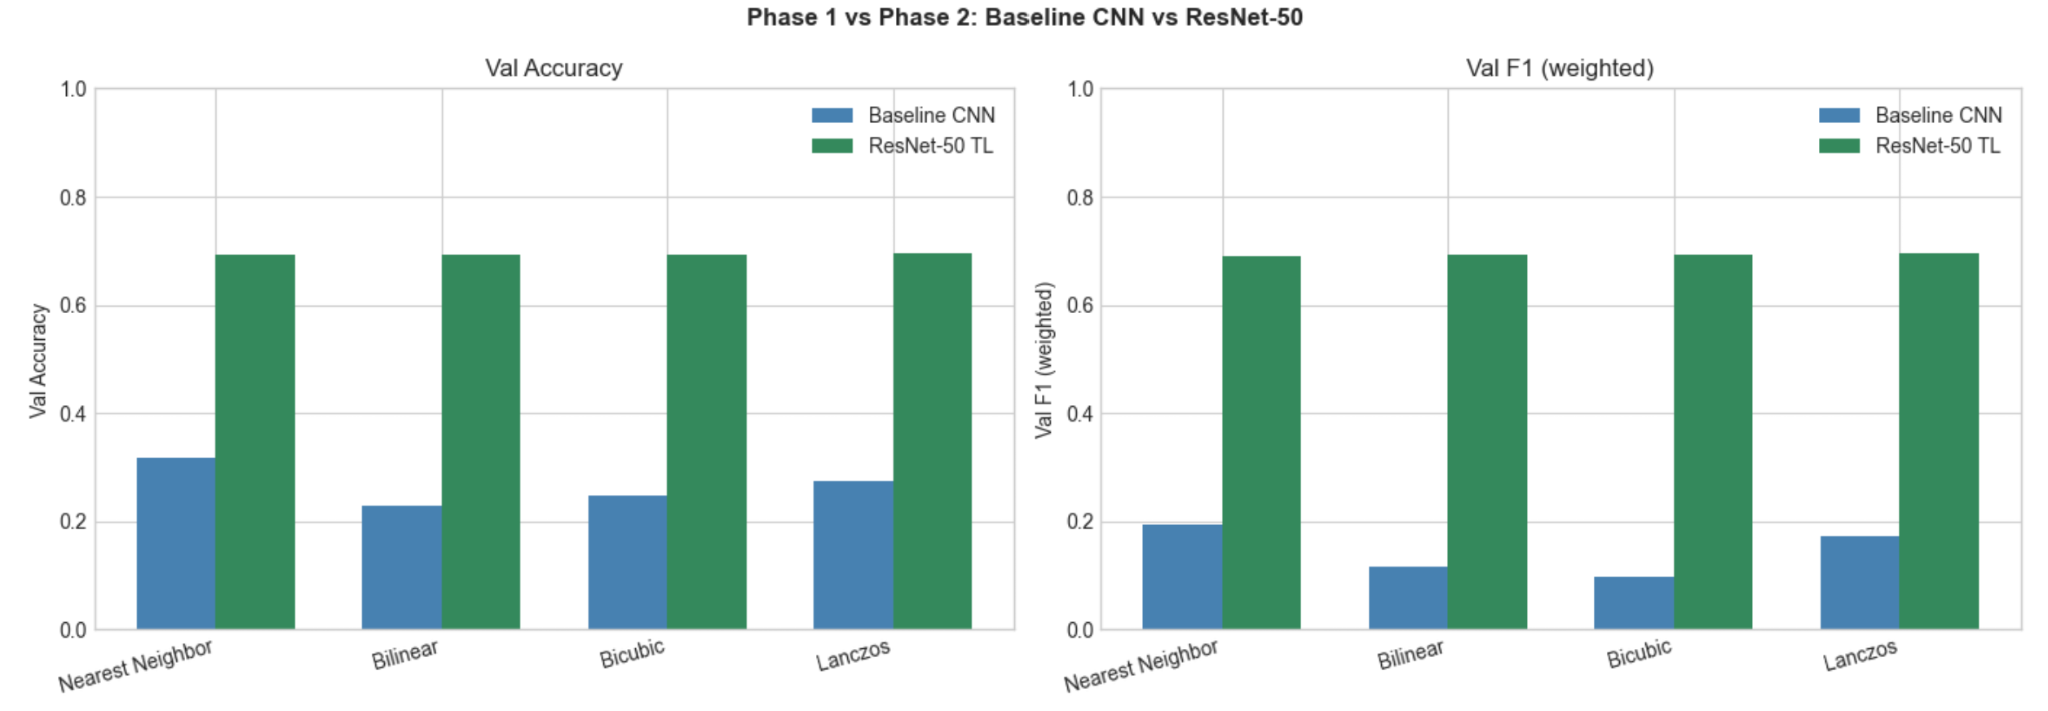 Phase 1 vs Phase 2: Baseline CNN vs ResNet-50
Val Accuracy
1.0
0.8
0.6
0.4
0.2
0.0
Val Accuracy
Baseline CNN
ResNet-50 TL
Nearest Neighbor
Bilinear
Bicubic
Lanczos
Val F1 (weighted)
1.0
0.8
0.6
0.4
0.2
0.0
Val F1 (weighted)
Baseline CNN
ResNet-50 TL
Nearest Neighbor
Bilinear
Bicubic
Lanczos